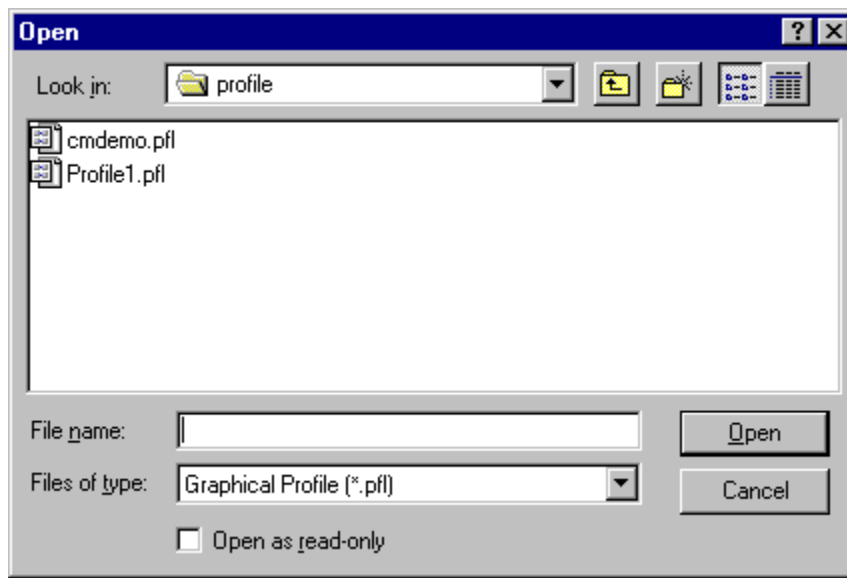 Open
Look in: profile
cmdemo.pfl
Profile1.pfl
File name: Open
Files of type: Graphical Profile (*.pfl) Cancel
Open as read-only